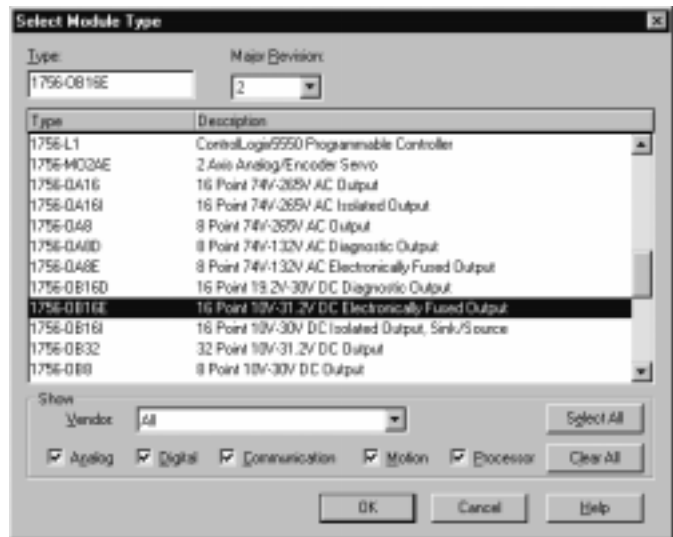 Select Module Type
Type: Major Revision:
1756-OB16E 2
Type Description
1756-L1 ControlLogix5550 Programmable Controller
1756-MO2AE 2 Axis Analog/Encoder Servo
1756-OA16 16 Point 74V-265V AC Output
1756-OA16I 16 Point 74V-265V AC Isolated Output
1756-OA8 8 Point 74V-265V AC Output
1756-OA8D 8 Point 74V-132V AC Diagnostic Output
1756-OA8E 8 Point 74V-132V AC Electronically Fused Output
1756-OB16D 16 Point 19.2V-30V DC Diagnostic Output
1756-OB16E 16 Point 10V-31.2V DC Electronically Fused Output
1756-OB16I 16 Point 10V-30V DC Isolated Output, Sink/Source
1756-OB32 32 Point 10V-31.2V DC Output
1756-OB8 8 Point 10V-30V DC Output
Show
Vendor: All Select All
Analog Digital Communication Motion Processor Clear All
OK Cancel Help